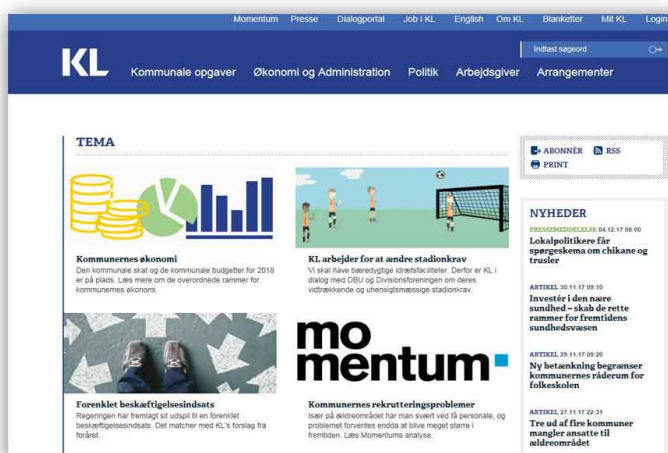 Momentum Presse Dialogportal Job i KL English Om KL Blanketter Mit KL Login
Indtast søgeord
KL
Kommunale opgaver Økonomi og Administration Politik Arbejdsgiver Arrangementer
TEMA
Kommunernes økonomi
Den kommunale skat og de kommunale budgetter for 2018
er på plads. Læs mere om de overordnede rammer for
kommunernes økonomi.
KL arbejder for at ændre stadionkrav
Vi skal have bæredygtige idrætsfaciliteter. Derfor er KL i
dialog med DBU og Divisionsforeningen om deres
vidtrækkende og uhensigtsmæssige stadionkrav.
Forenklet beskæftigelsesindsats
Regeringen har fremlagt sit udspil til en forenklet
beskæftigelsesindsats. Det matcher med KL's forslag fra
foråret.
mo
mentum
Kommunernes rekrutteringsproblemer
Især på ældreområdet har man svært ved få personale, og
problemet forventes endda at blive meget større i
fremtiden. Læs Momentums analyse.
ABONNÉR RSS
PRINT
NYHEDER
PRESSEMEDDELELSE 04.12.17 08:00
Lokalpolitikere får
spørgeskema om chikane og
trusler
ARTIKEL 30.11.17 09:10
Investér i den nære
sundhed – skab de rette
rammer for fremtidens
sundhedsvæsen
ARTIKEL 29.11.17 09:20
Ny betænkning begrænser
kommunernes råderum for
folkeskolen
ARTIKEL 27.11.17 22:31
Tre ud af fire kommuner
mangler ansatte til
ældreområdet